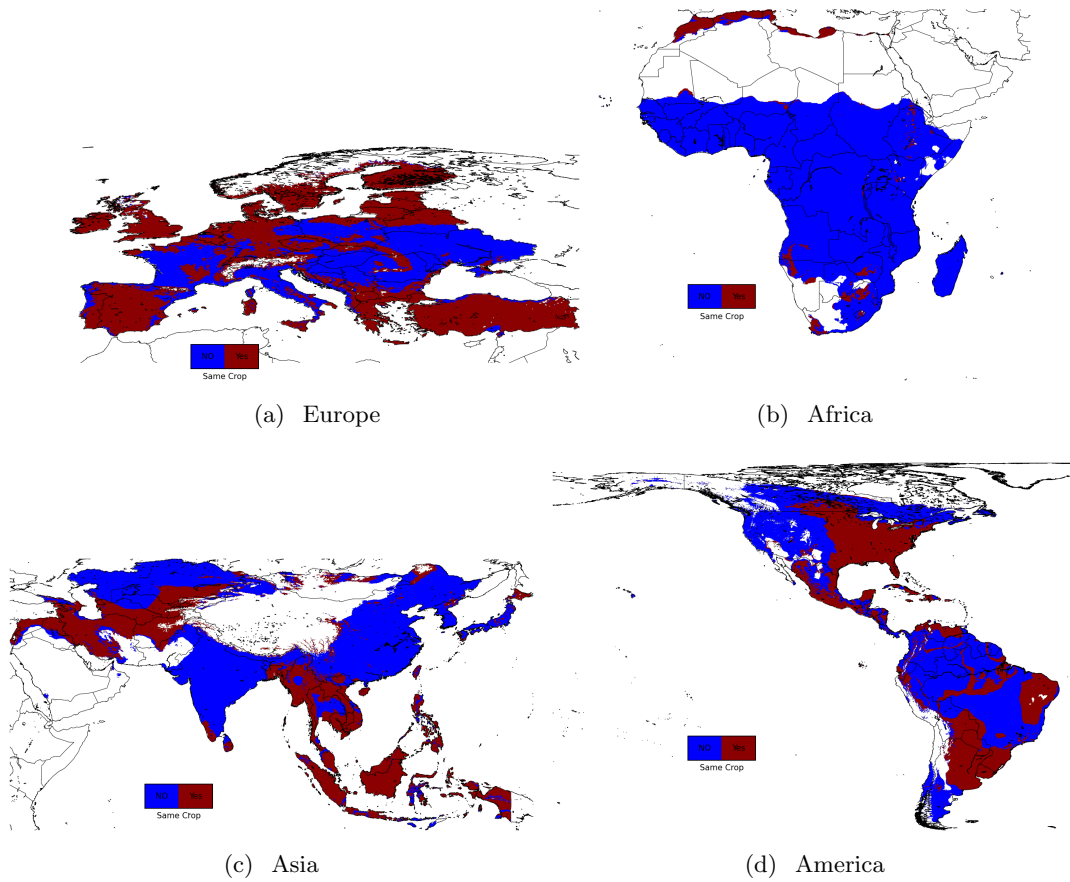 NO Yes
Same Crop
(a) Europe
NO Yes
Same Crop
(b) Africa
NO Yes
Same Crop
(c) Asia
NO Yes
Same Crop
(d) America